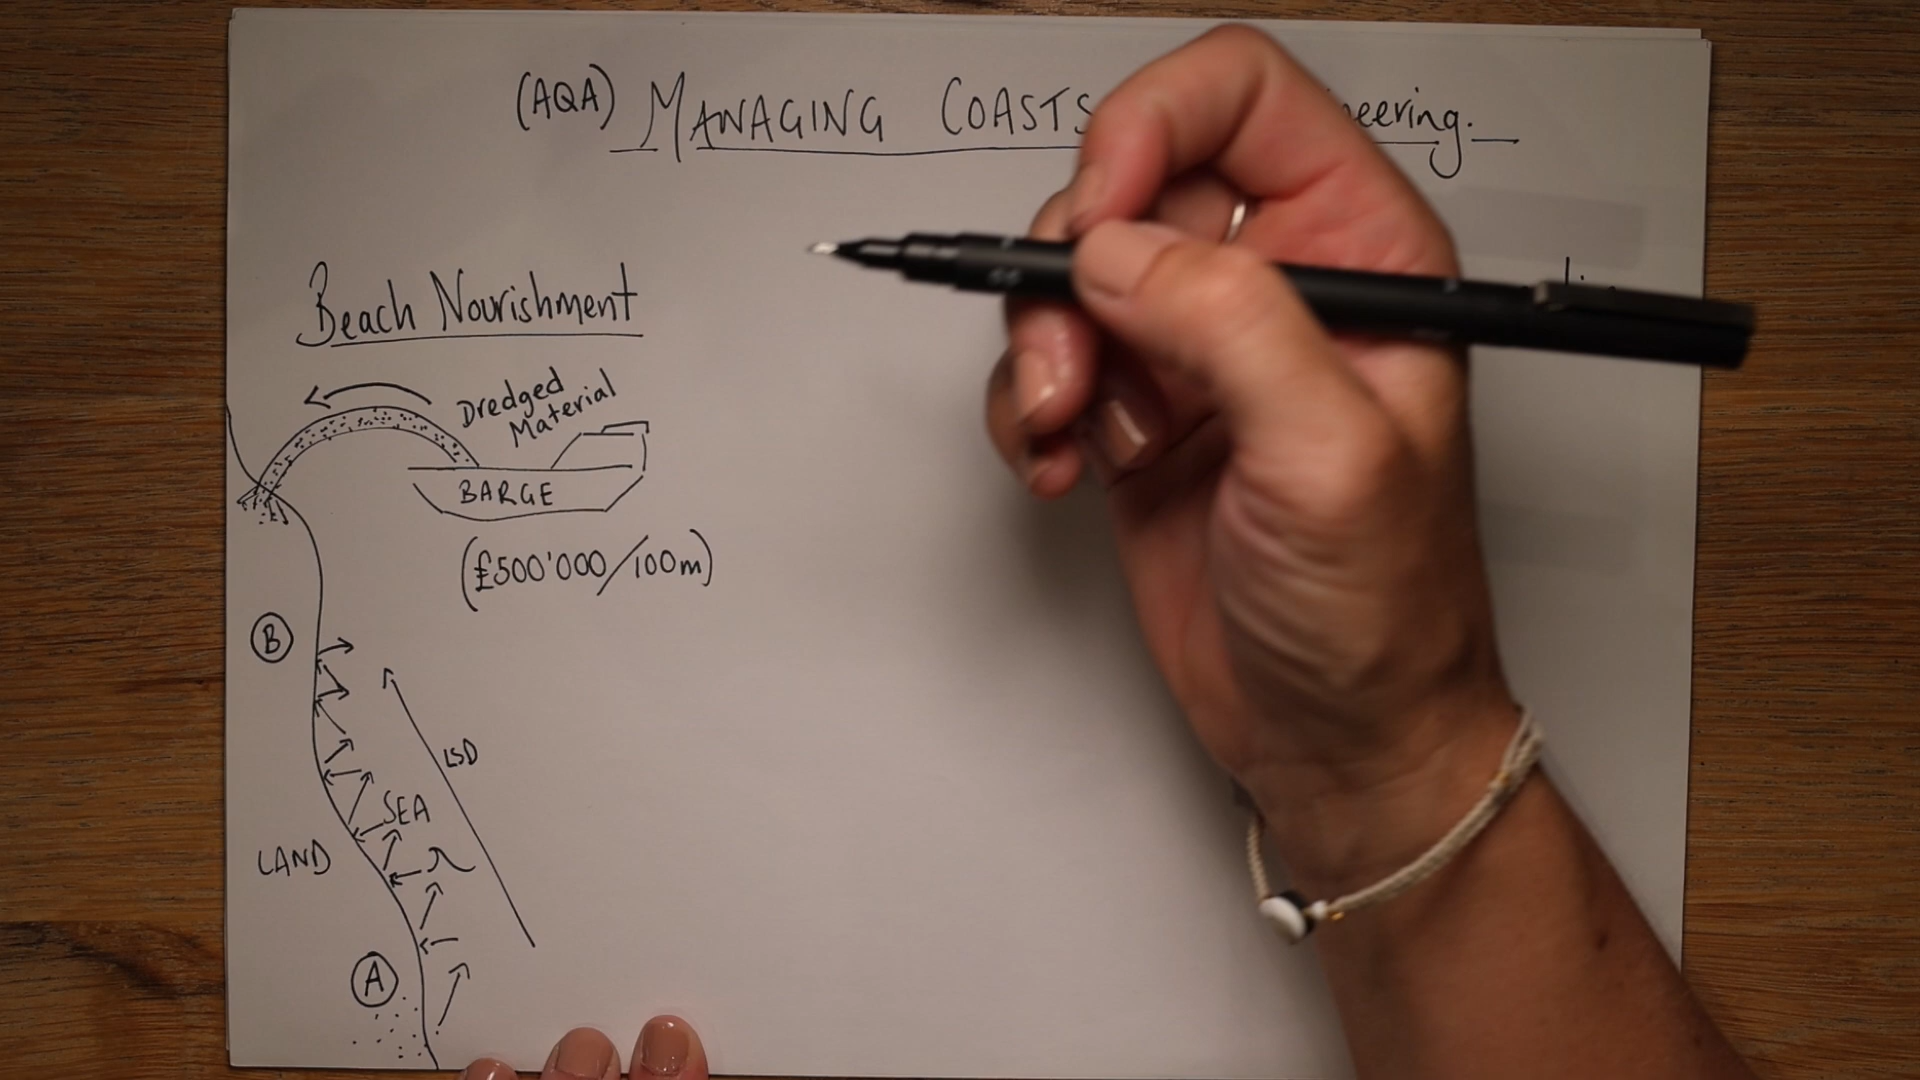 (AQA) MANAGING COASTS
Beach Nourishment
Dredged
Material
BARGE
(£500'000/100m)
B
LSD
SEA
LAND
A